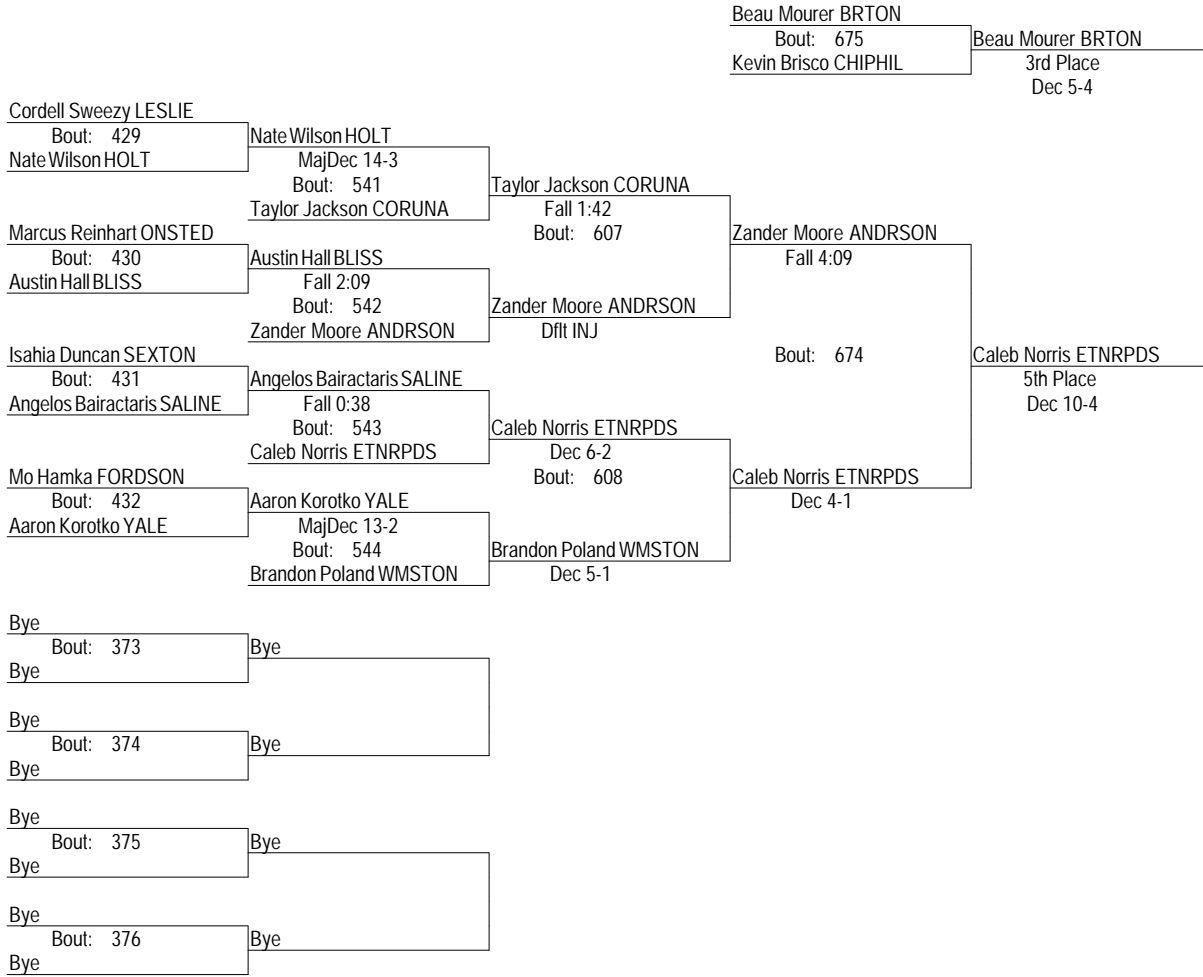 Beau Mourer BRTON
Bout: 675
Kevin Brisco CHIPHIL
Beau Mourer BRTON
3rd Place
Dec 5-4
Cordell Sweezy LESLIE
Bout: 429
Nate Wilson HOLT
Marcus Reinhart ONSTED
Bout: 430
Austin Hall BLISS
Isahia Duncan SEXTON
Bout: 431
Angelos Bairactaris SALINE
Mo Hamka FORDSON
Bout: 432
Aaron Korotko YALE
Nate Wilson HOLT
MajDec 14-3
Bout: 541
Taylor Jackson CORUNA
Austin Hall BLISS
Fall 2:09
Bout: 542
Zander Moore ANDRSON
Angelos Bairactaris SALINE
Fall 0:38
Bout: 543
Caleb Norris ETNRPDS
Aaron Korotko YALE
MajDec 13-2
Bout: 544
Brandon Poland WMSTON
Taylor Jackson CORUNA
Fall 1:42
Bout: 607
Zander Moore ANDRSON
Dflt INJ
Caleb Norris ETNRPDS
Dec 6-2
Bout: 608
Brandon Poland WMSTON
Dec 5-1
Zander Moore ANDRSON
Fall 4:09
Bout: 674
Caleb Norris ETNRPDS
Dec 4-1
Caleb Norris ETNRPDS
5th Place
Dec 10-4
Bye
Bout: 373
Bye
Bye
Bye
Bout: 374
Bye
Bye
Bye
Bout: 375
Bye
Bye
Bye
Bout: 376
Bye
Bye